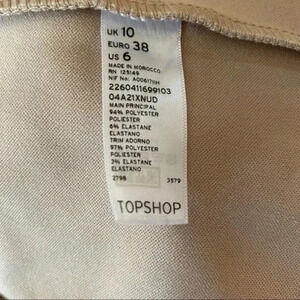 UK 10
EURO 38
US 6
MADE IN MOROCCO
RN 125149
NIF No: A0061711H
2260411699103
04A21XNUD
MAIN PRINCIPAL
94% POLYESTER
POLIESTER
6% ELASTANE
ELASTANO
TRIM ADORNO
97% POLYESTER
POLIESTER
3% ELASTANE
ELASTANO
2798 3579
TOPSHOP